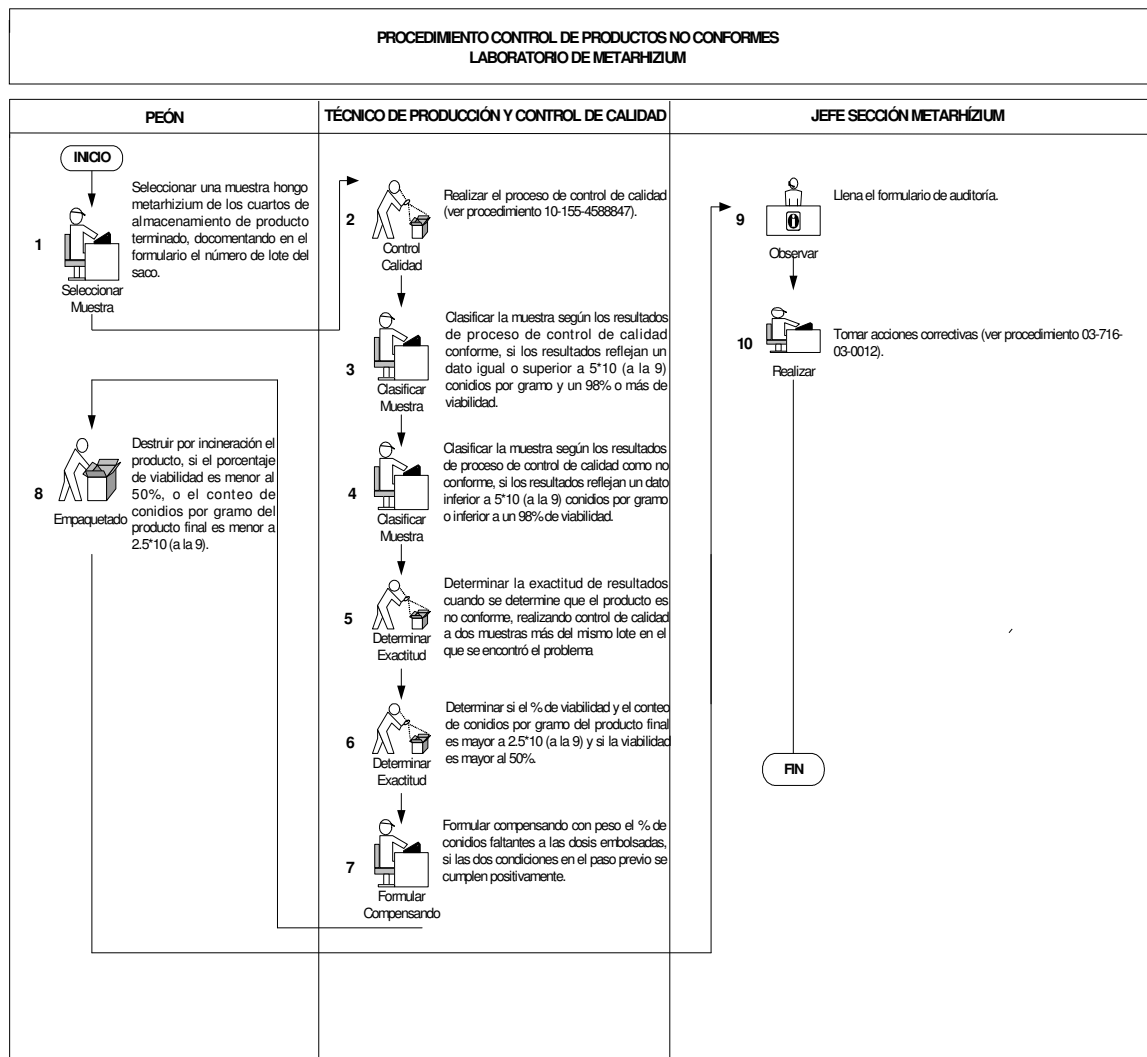 PROCEDIMIENTO CONTROL DE PRODUCTOS NO CONFORMES
LABORATORIO DE METARHIZIUM
PEÓN
INICIO
Seleccionar una muestra hongo
metarhizium de los cuartos de
almacenamiento de producto
terminado, documentando en el
formulario el número de lote del
saco.
1
Seleccionar
Muestra
Destruir por incineración el
producto, si el porcentaje
de viabilidad es menor al
50%, o el conteo de
conidios por gramo del
producto final es menor a
2.5*10 (a la 9).
8
Empaquetado
TÉCNICO DE PRODUCCIÓN Y CONTROL DE CALIDAD
Realizar el proceso de control de calidad
(ver procedimiento 10-155-4588847).
2
Control
Calidad
Clasificar la muestra según los resultados
de proceso de control de calidad
conforme, si los resultados reflejan un
dato igual o superior a 5*10 (a la 9)
conidios por gramo y un 98% o más de
viabilidad.
3
Clasificar
Muestra
Clasificar la muestra según los resultados
de proceso de control de calidad como no
conforme, si los resultados reflejan un dato
inferior a 5*10 (a la 9) conidios por gramo
o inferior a un 98% de viabilidad.
4
Clasificar
Muestra
Determinar la exactitud de resultados
cuando se determine que el producto es
no conforme, realizando control de calidad
a dos muestras más del mismo lote en el
que se encontró el problema
5
Determinar
Exactitud
Determinar si el % de viabilidad y el conteo
de conidios por gramo del producto final
es mayor a 2.5*10 (a la 9) y si la viabilidad
es mayor al 50%.
6
Determinar
Exactitud
Formular compensando con peso el % de
conidios faltantes a las dosis embolsadas,
si las dos condiciones en el paso previo se
cumplen positivamente.
7
Formular
Compensando
JEFE SECCIÓN METARHÍZIUM
Llena el formulario de auditoría.
9
Observar
Tomar acciones correctivas (ver procedimiento 03-716-
03-0012).
10
Realizar
FIN